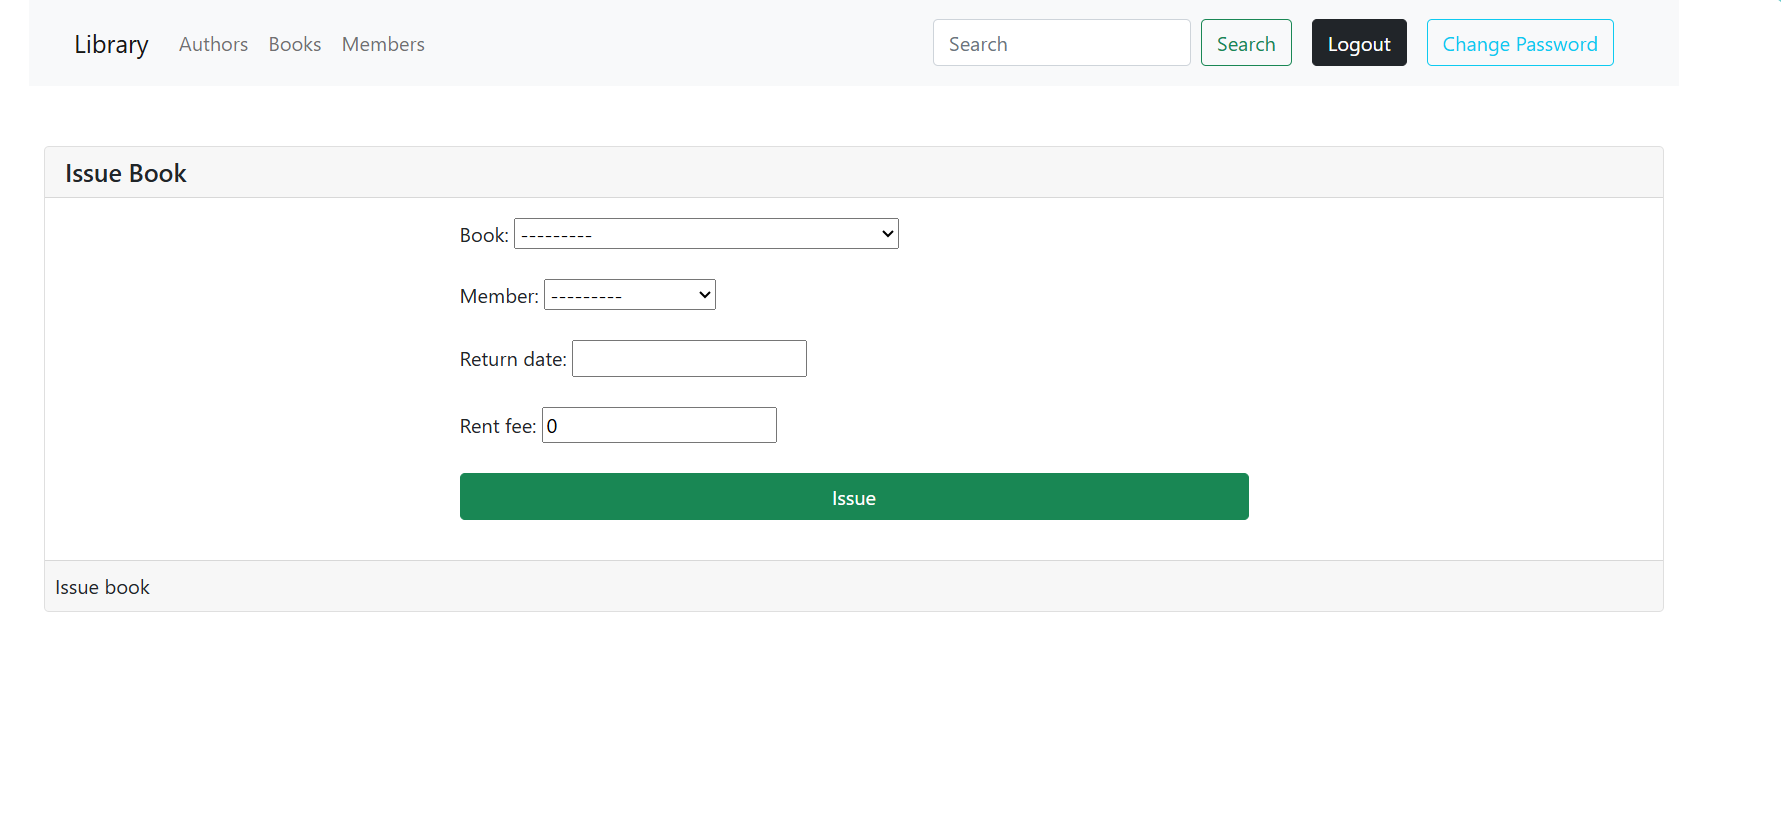 Library Authors Books Members Search Search Logout Change Password
Issue Book
Book: ---------
Member: ---------
Return date:
Rent fee: 0
Issue
Issue book